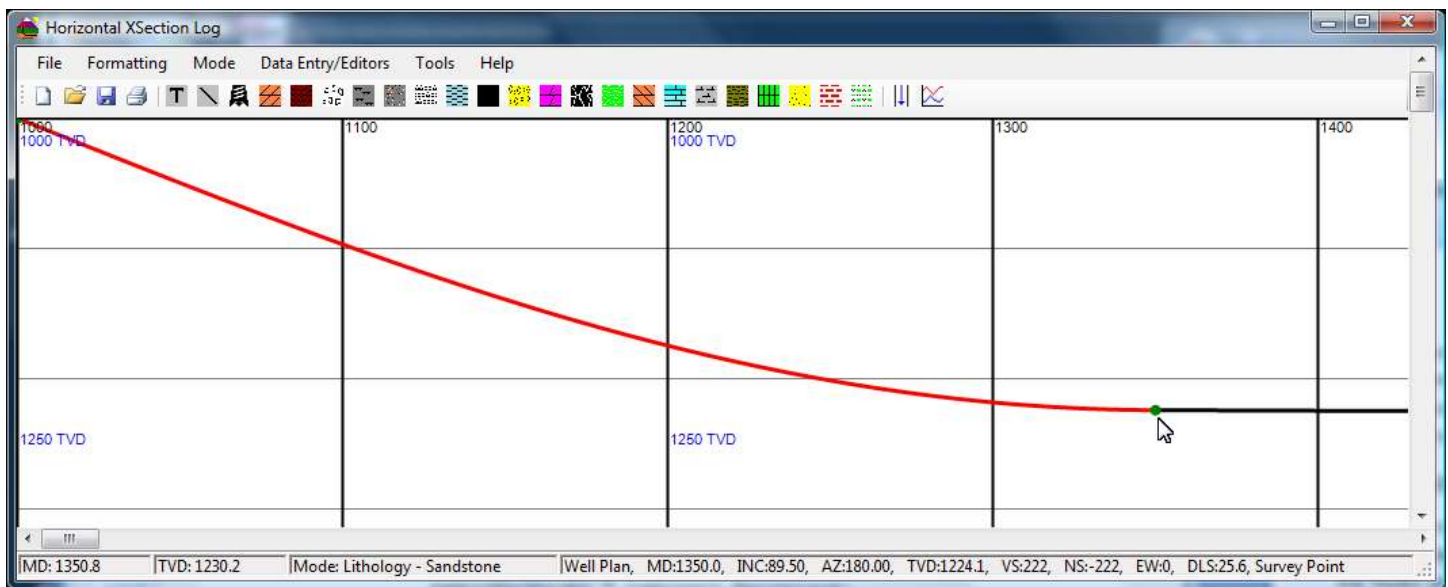 Horizontal XSection Log
File Formatting Mode Data Entry/Editors Tools Help
T
1000 1100 1200 1300 1400
1000 TVD 1000 TVD
1250 TVD 1250 TVD
MD: 1350.8 TVD: 1230.2 Mode: Lithology - Sandstone Well Plan, MD:1350.0, INC:89.50, AZ:180.00, TVD:1224.1, VS:222, NS:-222, EW:0, DLS:25.6, Survey Point